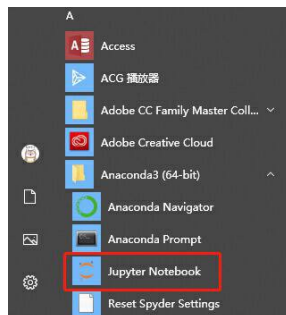 A
Access
ACG 播放器
Adobe CC Family Master Coll...
Adobe Creative Cloud
Anaconda3 (64-bit)
Anaconda Navigator
Anaconda Prompt
Jupyter Notebook
Reset Spyder Settings